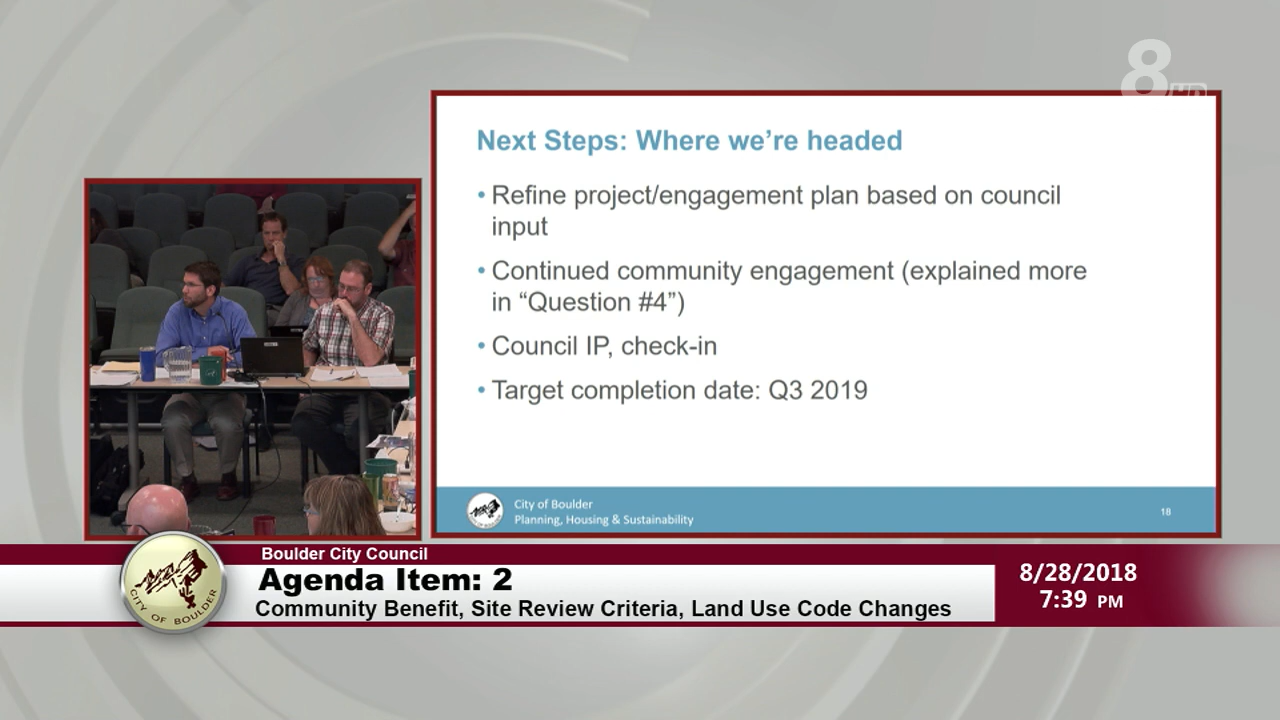 8
HD
Next Steps: Where we're headed
• Refine project/engagement plan based on council
input
• Continued community engagement (explained more
in “Question #4”)
• Council IP, check-in
• Target completion date: Q3 2019
City of Boulder
Planning, Housing & Sustainability
18
Boulder City Council
Agenda Item: 2
Community Benefit, Site Review Criteria, Land Use Code Changes
8/28/2018
7:39 PM
CITY OF BOULDER